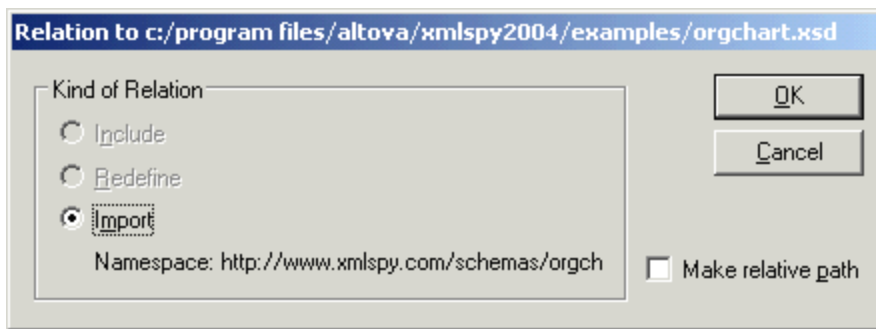 Relation to c:/program files/altova/xmlspy2004/examples/orgchart.xsd
Kind of Relation
Include
Redefine
Import
Namespace: http://www.xmlspy.com/schemas/orgch
OK
Cancel
Make relative path